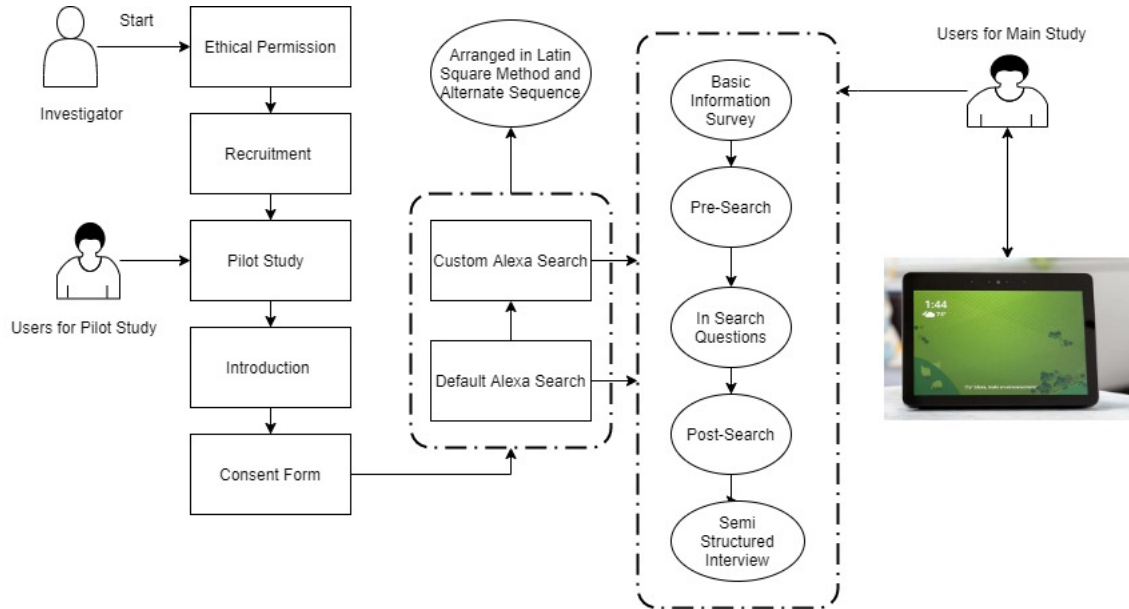 Start
Investigator
Ethical Permission
Recruitment
Pilot Study
Users for Pilot Study
Introduction
Consent Form
Arranged in Latin
Square Method and
Alternate Sequence
Custom Alexa Search
Default Alexa Search
Basic
Information
Survey
Pre-Search
In Search
Questions
Post-Search
Semi
Structured
Interview
Users for Main Study
1:44